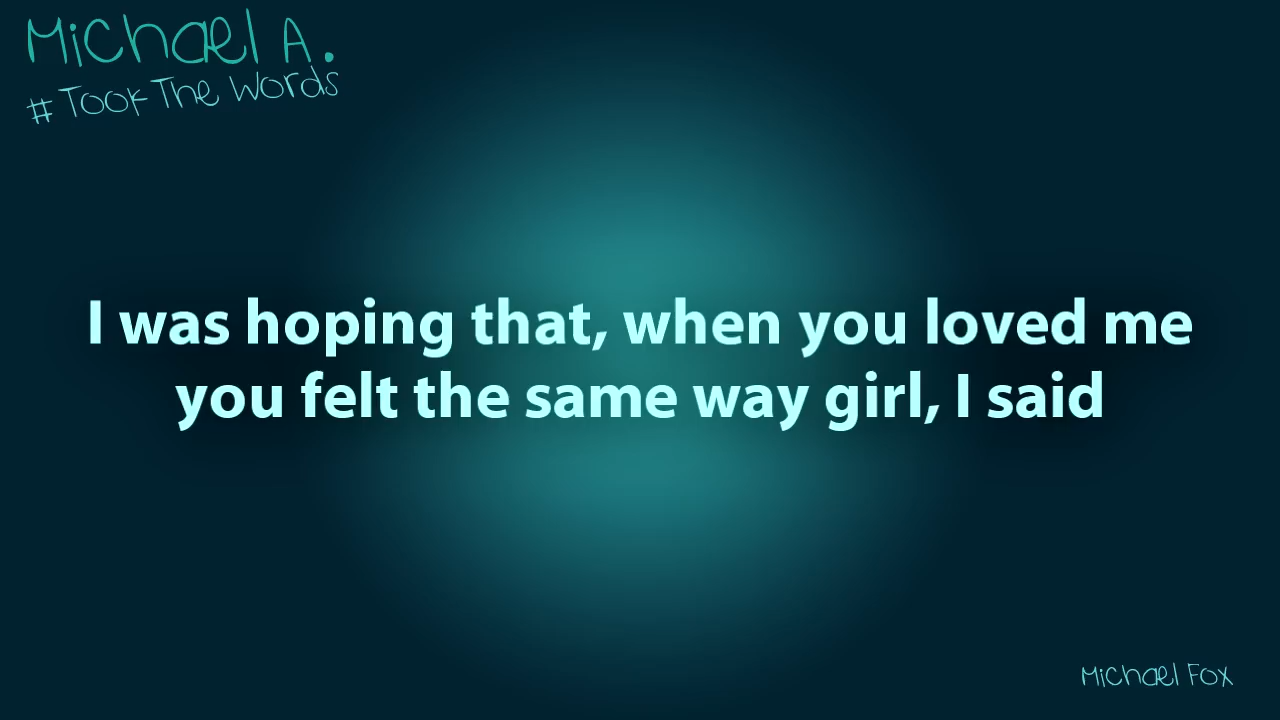 Michael A.
# Took The Words
I was hoping that, when you loved me
you felt the same way girl, I said
Michael Fox